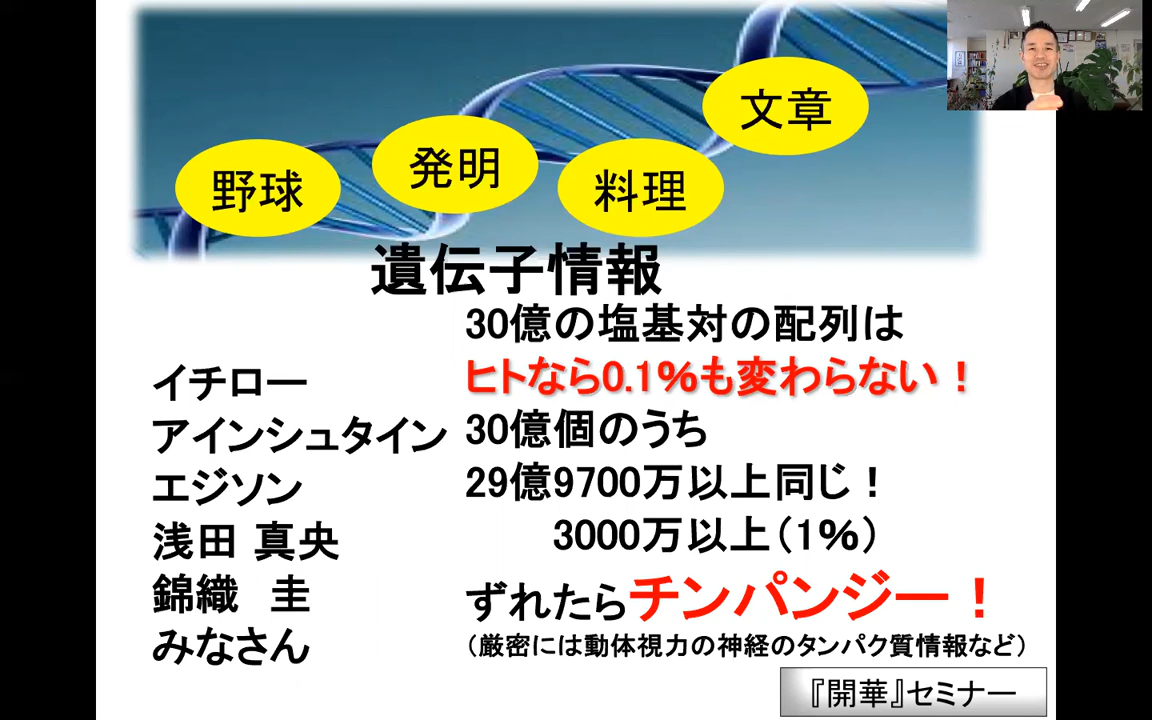 野球
発明
料理
文章
遺伝子情報
30億の塩基対の配列は
ヒトなら0.1%も変わらない！
30億個のうち
29億9700万以上同じ！
3000万以上（1%）
ずれたらチンパンジー！
（厳密には動体視力の神経のタンパク質情報など）
イチロー
アインシュタイン
エジソン
浅田 真央
錦織 圭
みなさん
『開華』セミナー